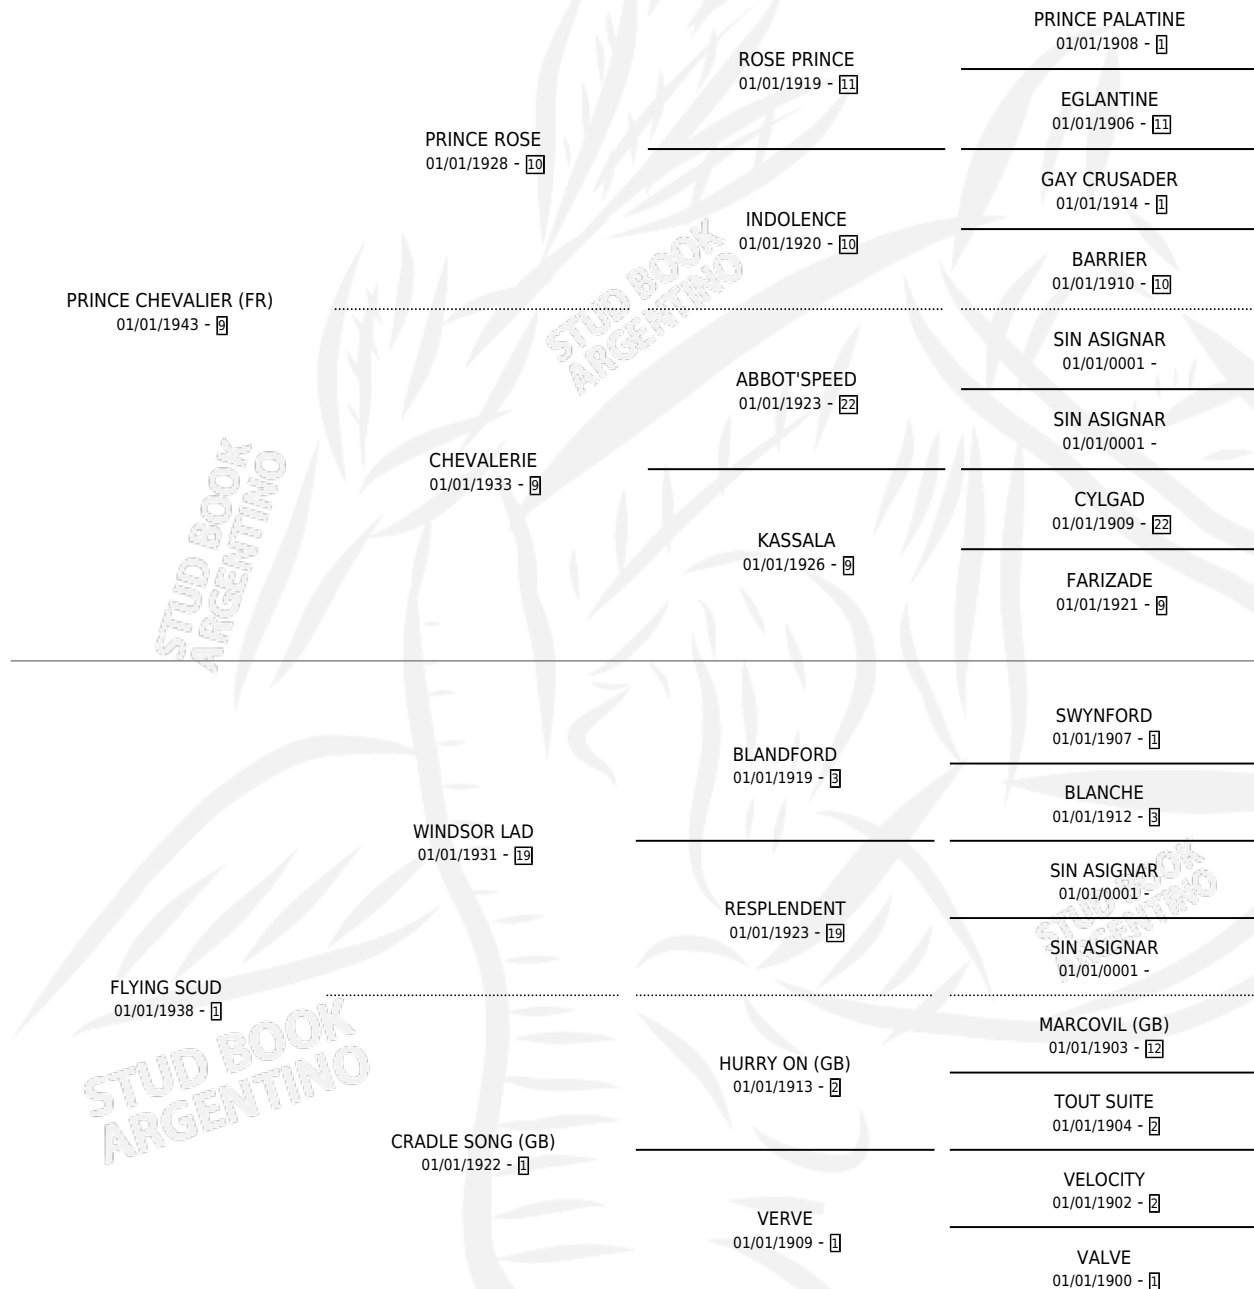 PRINCE CHEVALIER (FR)
01/01/1943 - 9
PRINCE ROSE
01/01/1928 - 10
CHEVALERIE
01/01/1933 - 9
ROSE PRINCE
01/01/1919 - 11
INDOLENCE
01/01/1920 - 10
ABBOT'SPEED
01/01/1923 - 22
KASSALA
01/01/1926 - 9
PRINCE PALATINE
01/01/1908 - 1
EGLANTINE
01/01/1906 - 11
GAY CRUSADER
01/01/1914 - 1
BARRIER
01/01/1910 - 10
SIN ASIGNAR
01/01/0001 -
SIN ASIGNAR
01/01/0001 -
CYLGAD
01/01/1909 - 22
FARIZADE
01/01/1921 - 9
STUD BOOK
ARGENTINO
STUD BOOK
ARGENTINO
FLYING SCUD
01/01/1938 - 1
WINDSOR LAD
01/01/1931 - 19
CRADLE SONG (GB)
01/01/1922 - 1
BLANDFORD
01/01/1919 - 3
RESPLENDENT
01/01/1923 - 19
HURRY ON (GB)
01/01/1913 - 2
VERVE
01/01/1909 - 1
SWYNFORD
01/01/1907 - 1
BLANCHE
01/01/1912 - 3
SIN ASIGNAR
01/01/0001 -
SIN ASIGNAR
01/01/0001 -
MARCOVIL (GB)
01/01/1903 - 12
TOUT SUITE
01/01/1904 - 2
VELOCITY
01/01/1902 - 2
VALVE
01/01/1900 - 1
STUD BOOK
ARGENTINO
STUD BOOK
ARGENTINO